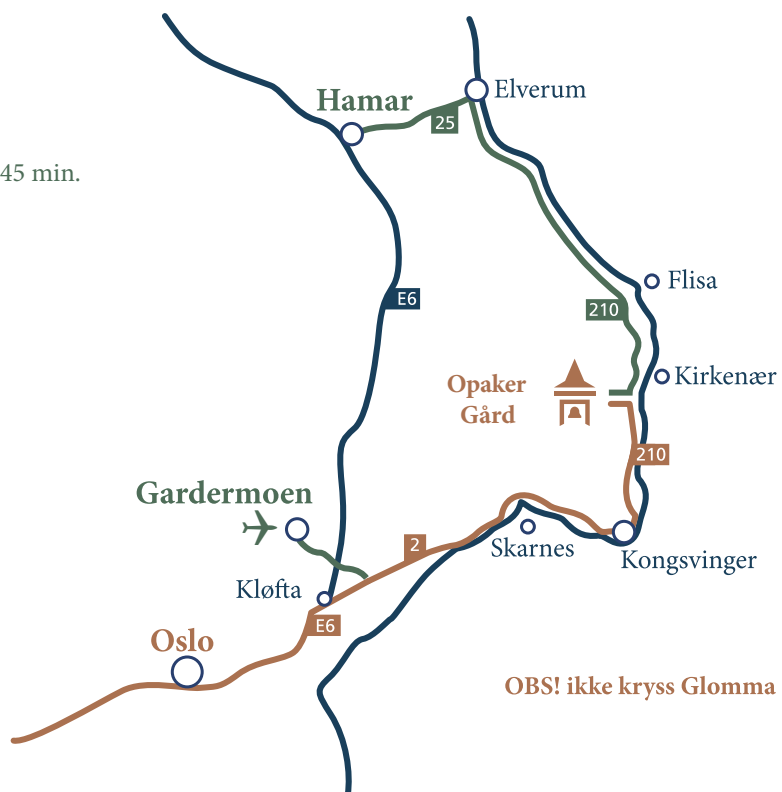 Elverum
Hamar
25
45 min.
Flisa
E6
210
Kirkenær
Opaker
Gård
210
Gardermoen
2
Skarnes
Kongsvinger
Kløfta
E6
Oslo
OBS! ikke kryss Glomma